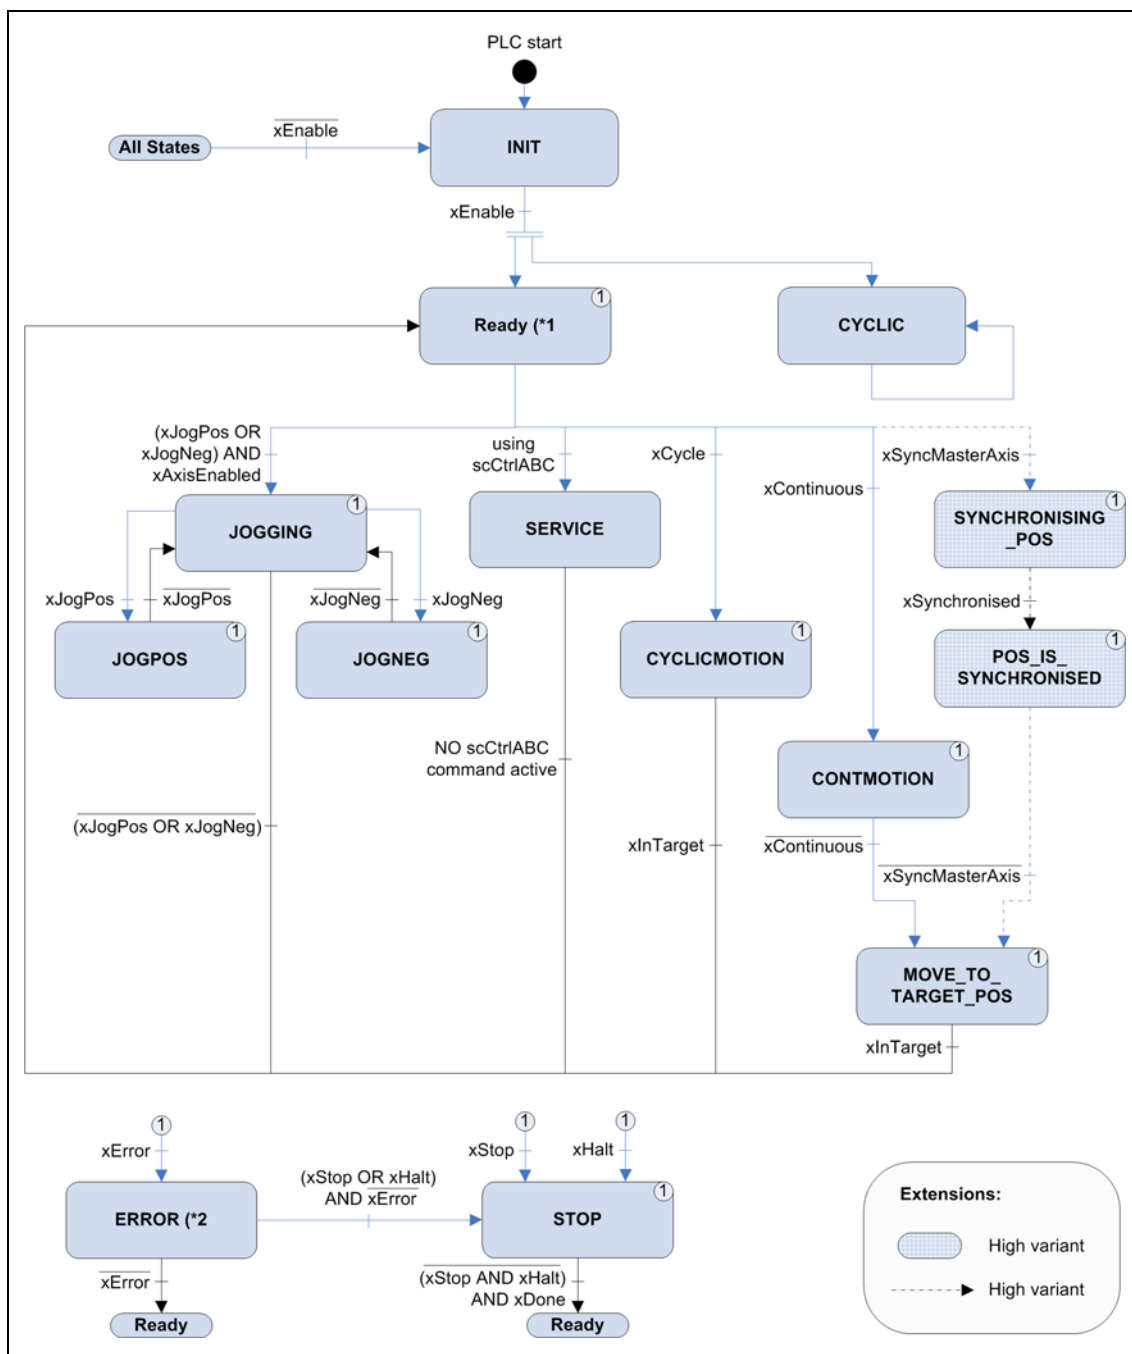 PLC start
xEnable
All States
INIT
xEnable
1
Ready (*1
CYCLIC
(xJogPos OR
xJogNeg) AND
xAxisEnabled
using
scCtrlABC
xCycle
xContinuous
xSyncMasterAxis
1
JOGGING
SERVICE
1
SYNCHRONISING
_POS
xJogPos
xJogPos
xJogNeg
xJogNeg
xSynchronised
1
JOGPOS
1
JOGNEG
1
CYCLICMOTION
1
POS_IS_
SYNCHRONISED
NO scCtrlABC
command active
1
CONTMOTION
(xJogPos OR xJogNeg)
xInTarget
xContinuous
xSyncMasterAxis
1
MOVE_TO_
TARGET_POS
xInTarget
1
1
1
xError
xStop
xHalt
(xStop OR xHalt)
AND xError
ERROR (*2
1
STOP
xError
(xStop AND xHalt)
AND xDone
Ready
Ready
Extensions:
High variant
High variant